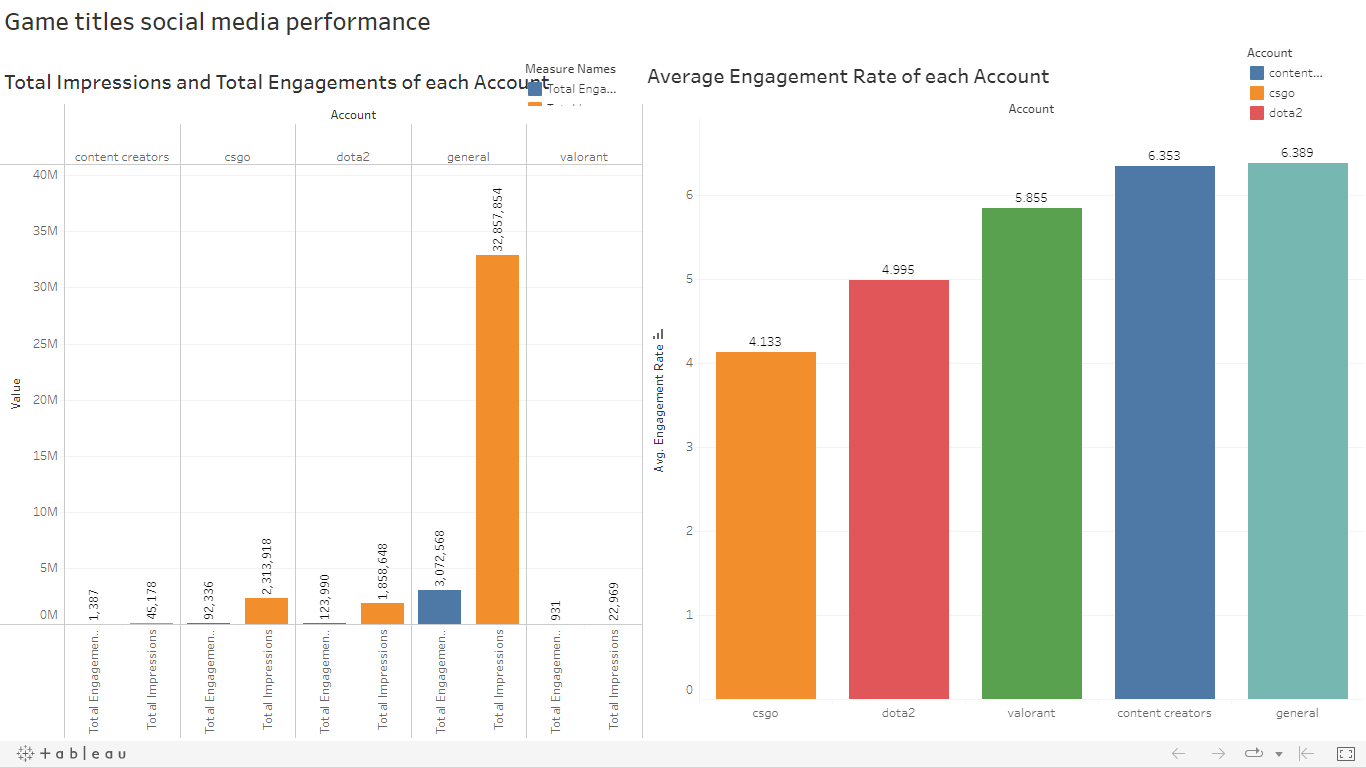 Game titles social media performance
Total Impressions and Total Engagements of each Account
Measure Names
Total Enga...
Account
content creators
csgo
dota2
general
valorant
Value
40M
35M
30M
25M
20M
15M
10M
5M
0M
1,387
45,178
92,336
2,313,918
123,990
1,858,648
3,072,568
32,857,854
931
22,969
Total Engagemen..
Total Impressions
Total Engagemen..
Total Impressions
Total Engagemen..
Total Impressions
Total Engagemen..
Total Impressions
Total Engagemen..
Total Impressions
Average Engagement Rate of each Account
Account
content...
csgo
dota2
Account
Avg. Engagement Rate
6
5
4
3
2
1
0
4.133
4.995
5.855
6.353
6.389
csgo
dota2
valorant
content creators
general
+ableau